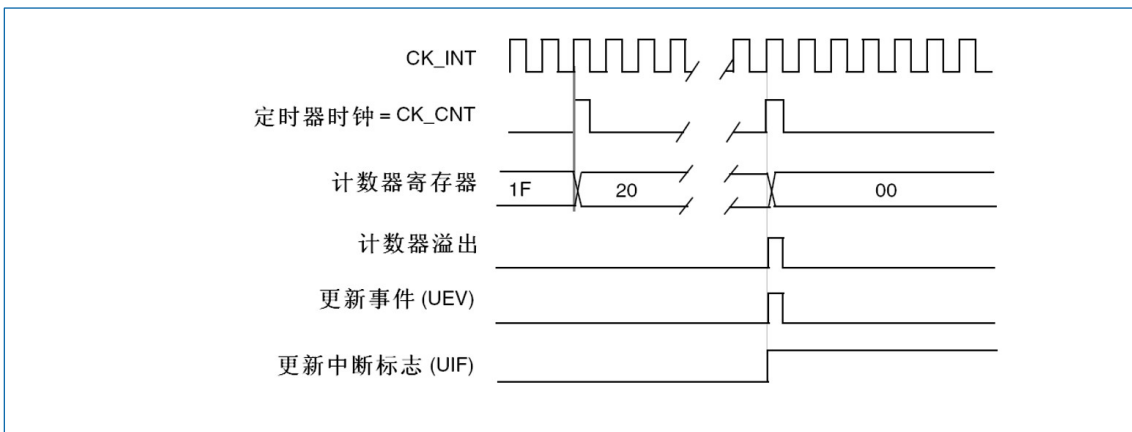 CK_INT
定时器时钟 = CK_CNT
计数器寄存器 1F 20 00
计数器溢出
更新事件 (UEV)
更新中断标志 (UIF)